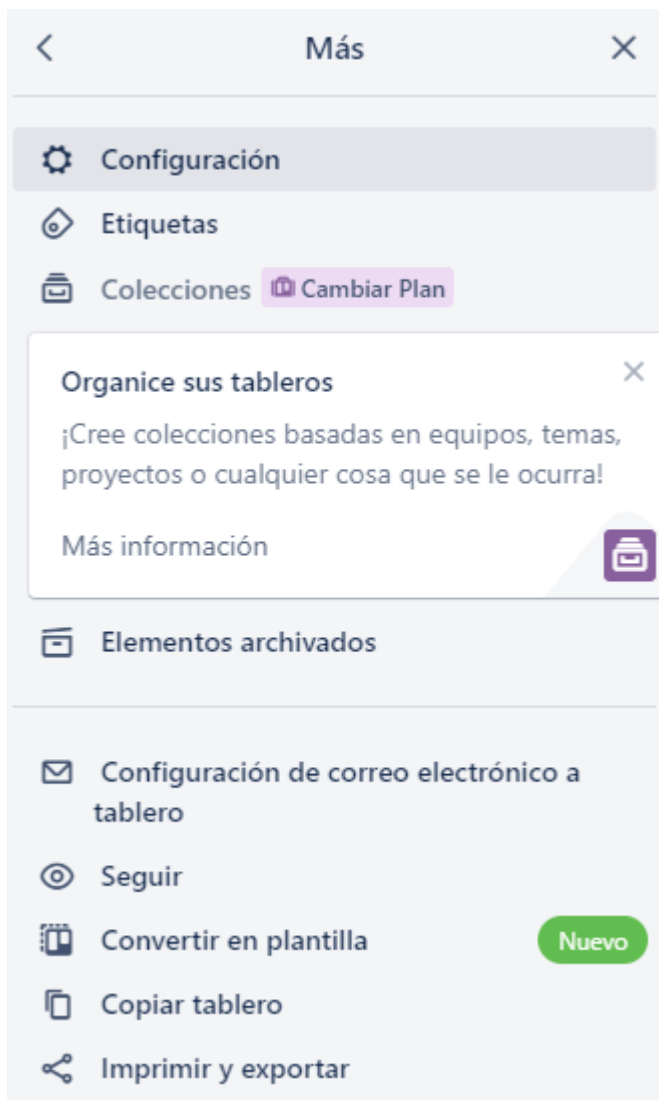 Más
Configuración
Etiquetas
Colecciones Cambiar Plan
Organice sus tableros
¡Cree colecciones basadas en equipos, temas,
proyectos o cualquier cosa que se le ocurra!
Más información
Elementos archivados
Configuración de correo electrónico a
tablero
Seguir
Convertir en plantilla Nuevo
Copiar tablero
Imprimir y exportar